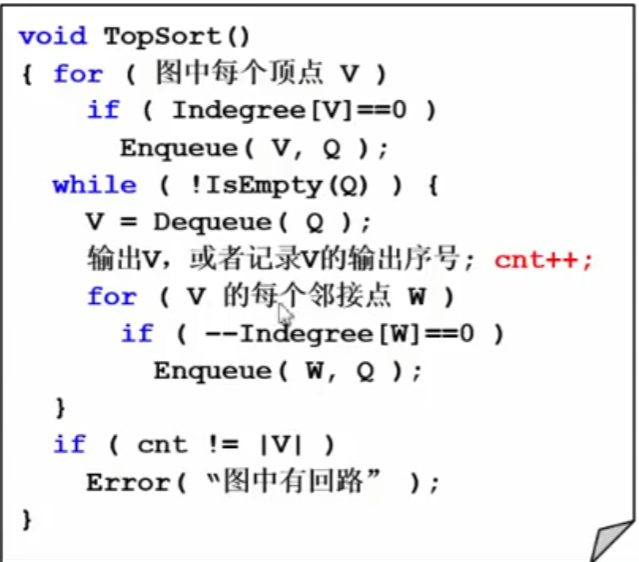 void TopSort()
{ for ( 图中每个顶点 V )
if ( Indegree[V]==0 )
Enqueue( V, Q );
while ( !IsEmpty(Q) ) {
V = Dequeue( Q );
输出V，或者记录V的输出序号; cnt++;
for ( V 的每个邻接点 W )
if ( --Indegree[W]==0 )
Enqueue( W, Q );
}
if ( cnt != |V| )
Error( “图中有回路” );
}